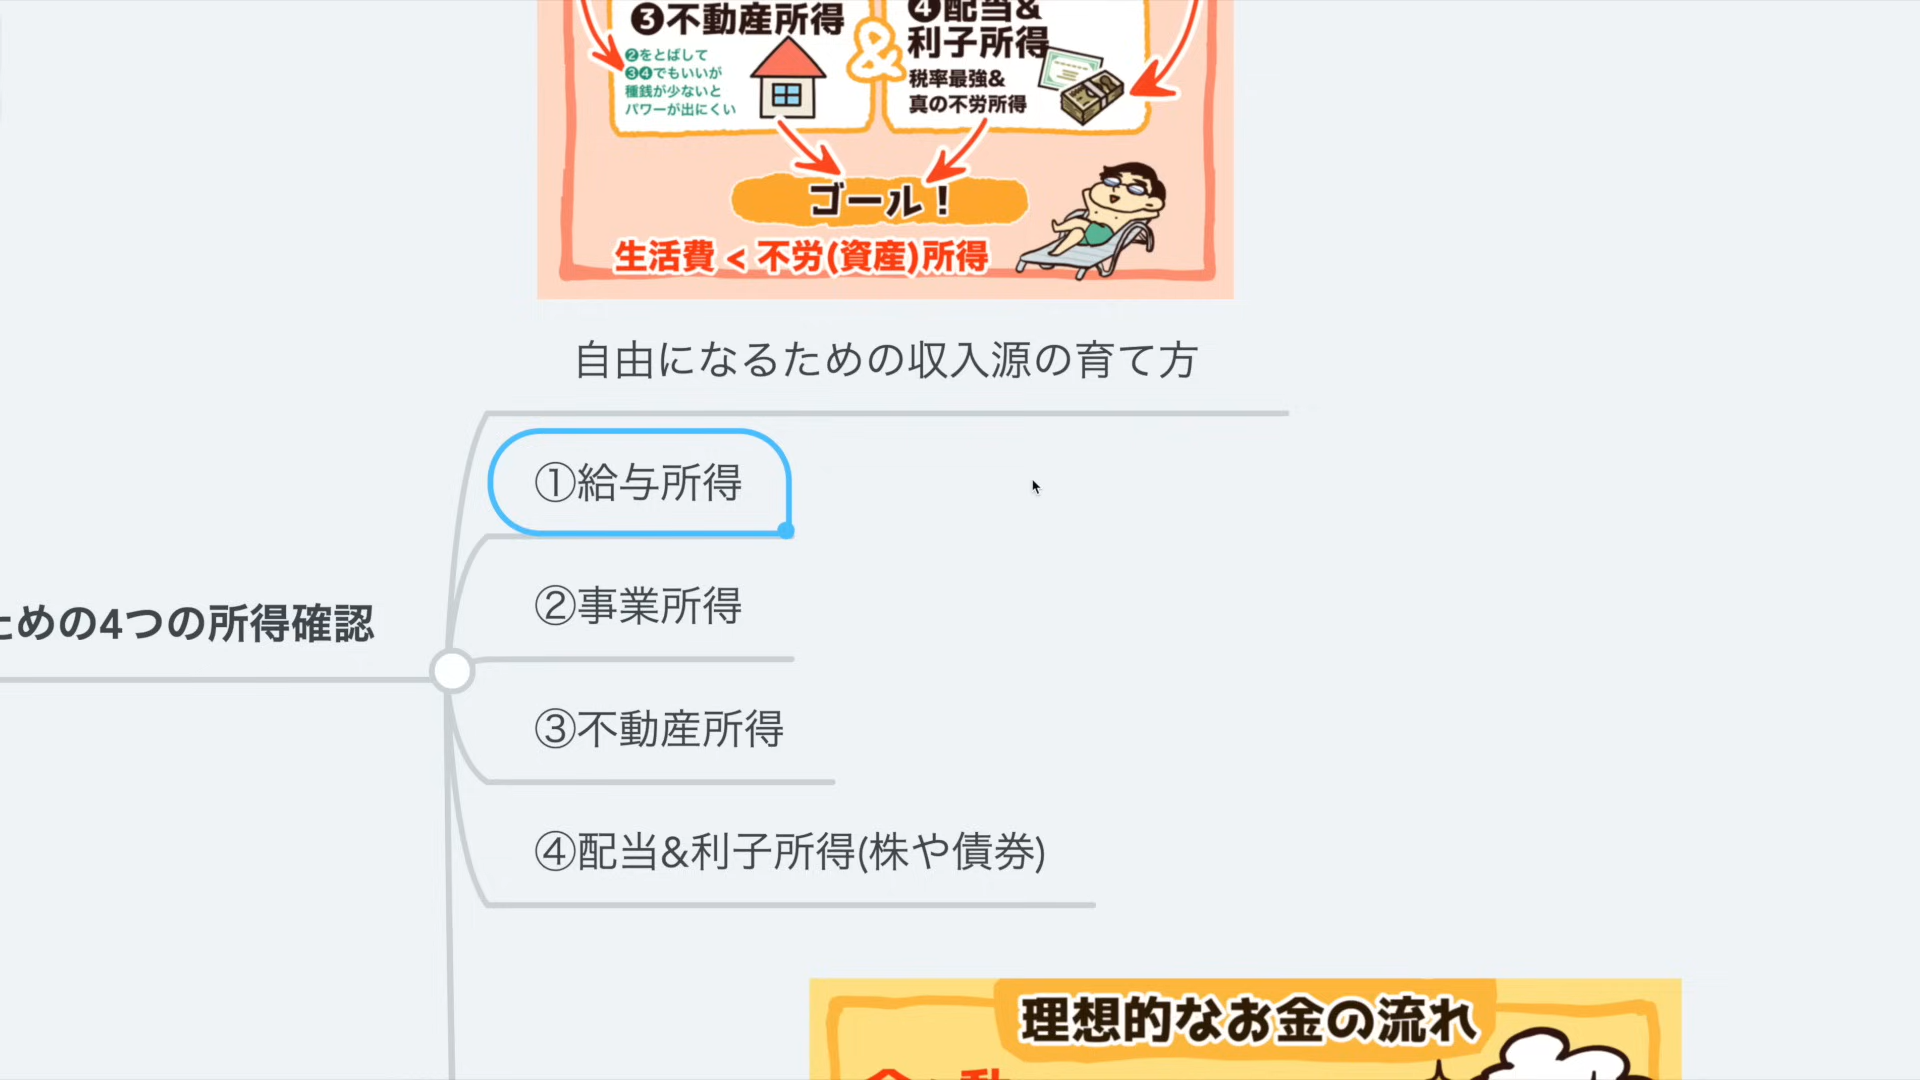 ❸不動産所得
❷をとばして
❸❹でもいいが
種銭が少ないと
パワーが出にくい
&
❹配当&
利子所得
税率最強&
真の不労所得
ゴール！
生活費 < 不労(資産)所得
自由になるための収入源の育て方
①給与所得
②事業所得
ための4つの所得確認
③不動産所得
④配当&利子所得(株や債券)
理想的なお金の流れ